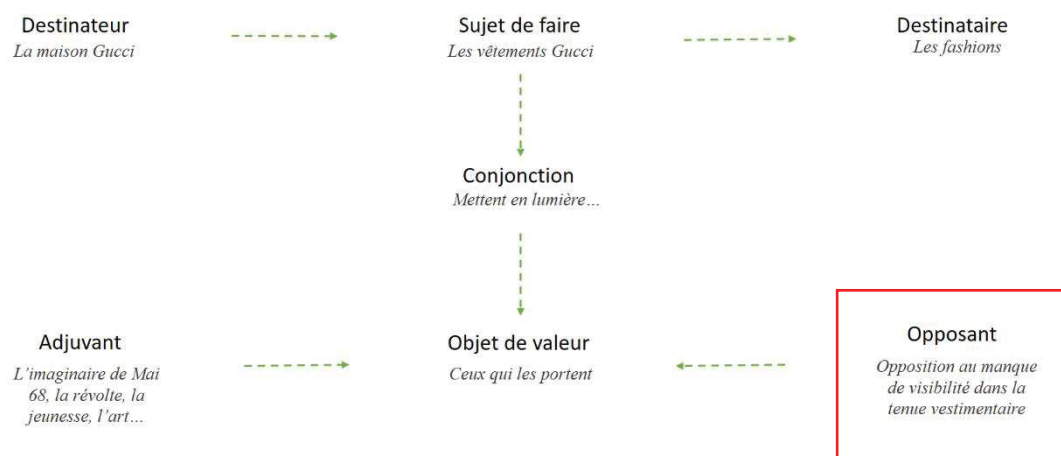 Destinateur
La maison Gucci
Sujet de faire
Les vêtements Gucci
Destinataire
Les fashions
Conjonction
Mettent en lumière…
Adjuvant
L'imaginaire de Mai
68, la révolte, la
jeunesse, l'art…
Objet de valeur
Ceux qui les portent
Opposant
Opposition au manque
de visibilité dans la
tenue vestimentaire